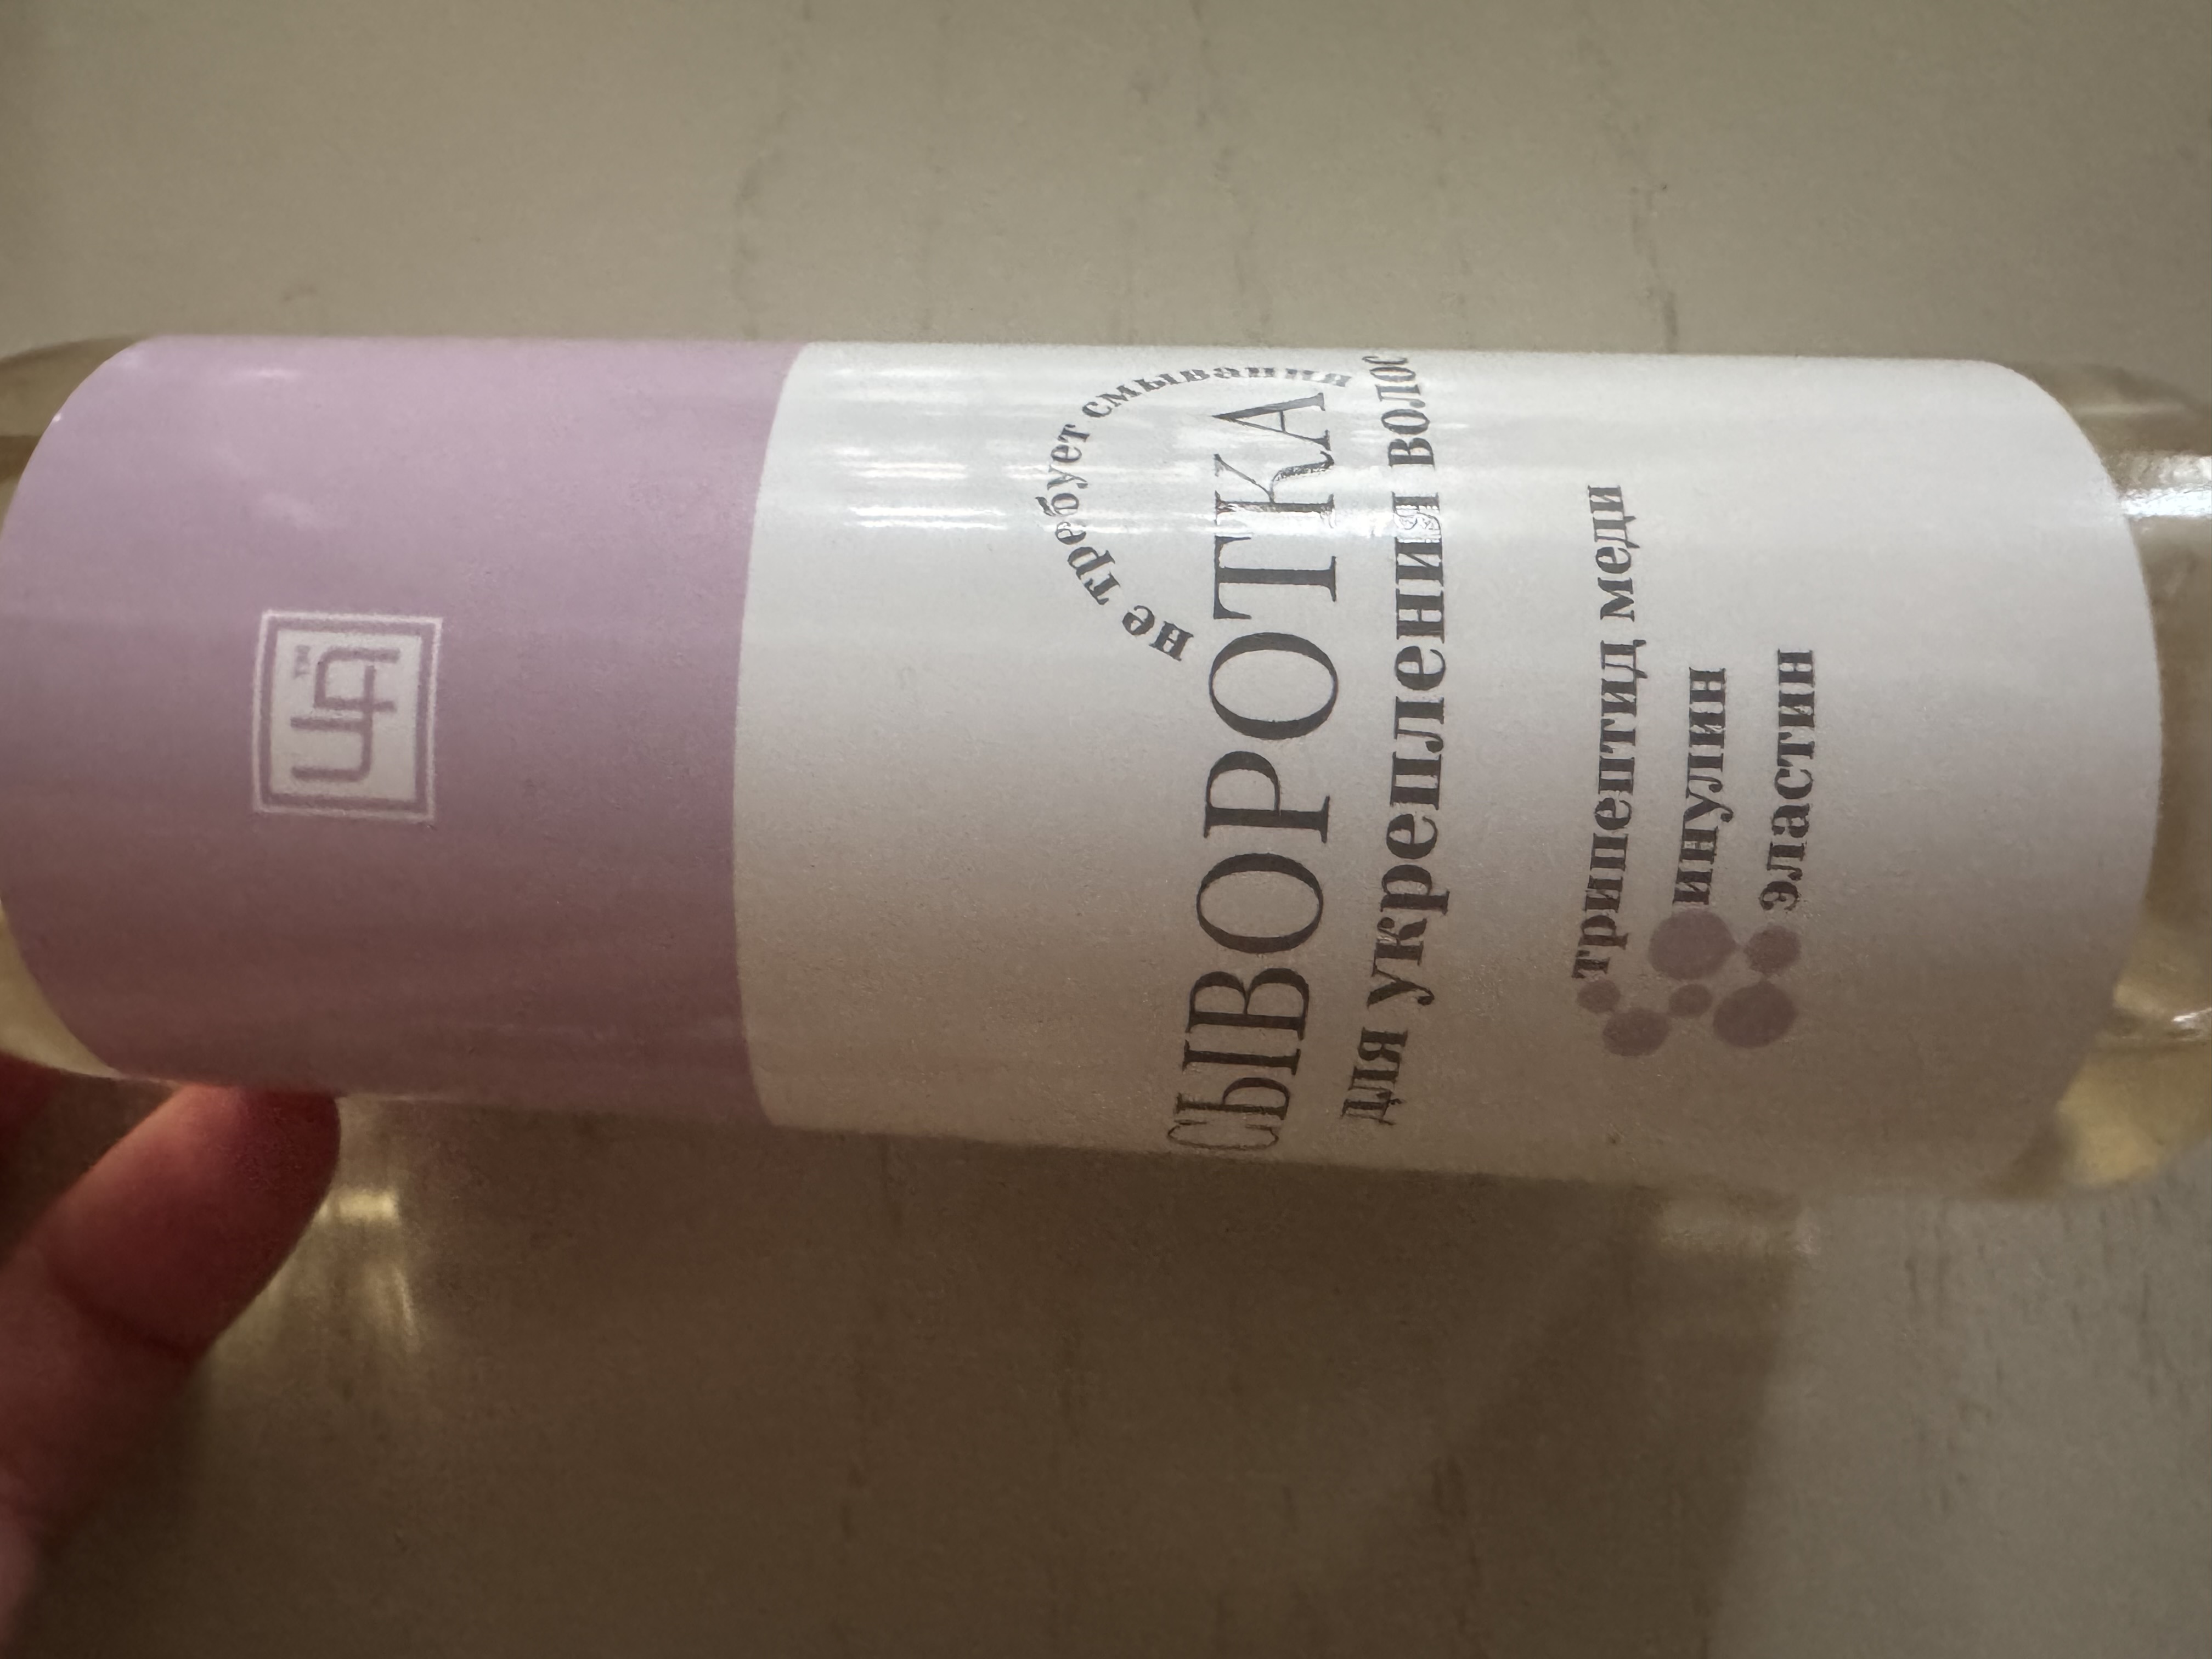 не требует смывания
СЫВОРОТКА
для укрепления волос
трипептид меди
инулин
эластин